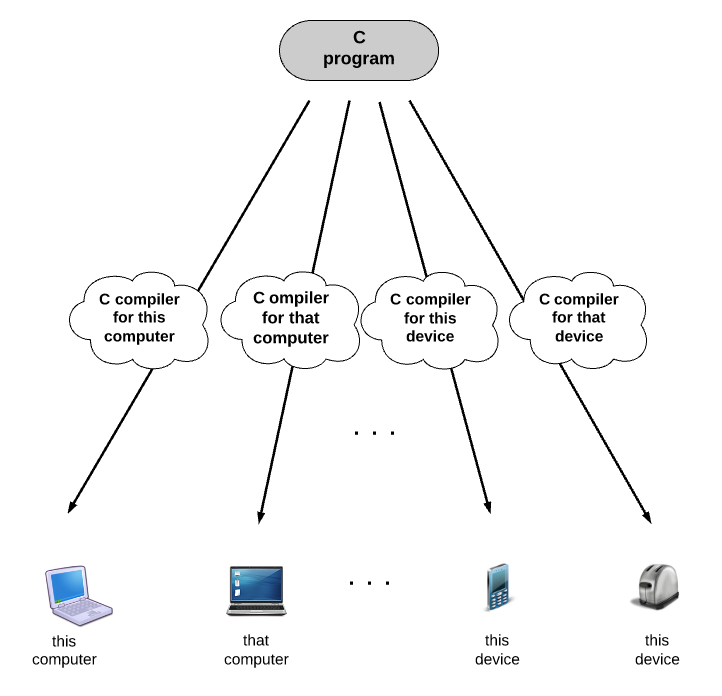 C
program
C compiler
for this
computer
C ompiler
for that
computer
C compiler
for this
device
C compiler
for that
device
. . .
. . .
this
computer
that
computer
this
device
this
device